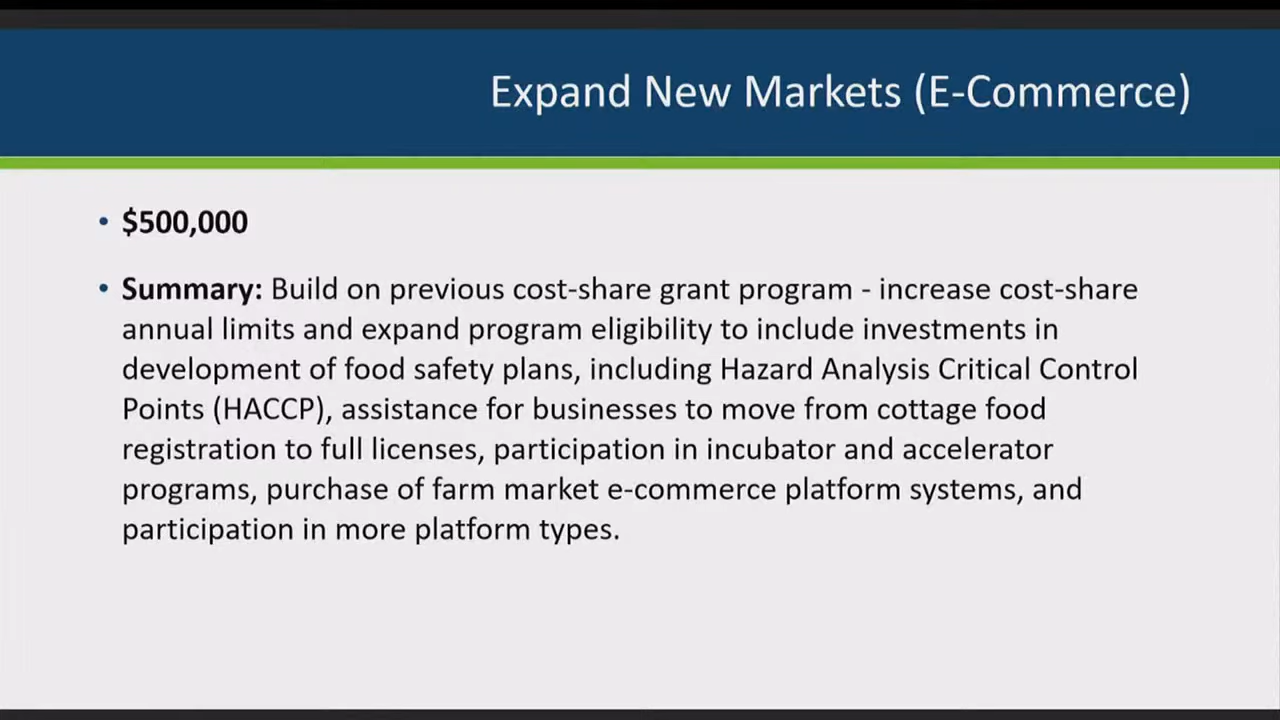 Expand New Markets (E-Commerce)
• $500,000
• Summary: Build on previous cost-share grant program - increase cost-share
annual limits and expand program eligibility to include investments in
development of food safety plans, including Hazard Analysis Critical Control
Points (HACCP), assistance for businesses to move from cottage food
registration to full licenses, participation in incubator and accelerator
programs, purchase of farm market e-commerce platform systems, and
participation in more platform types.